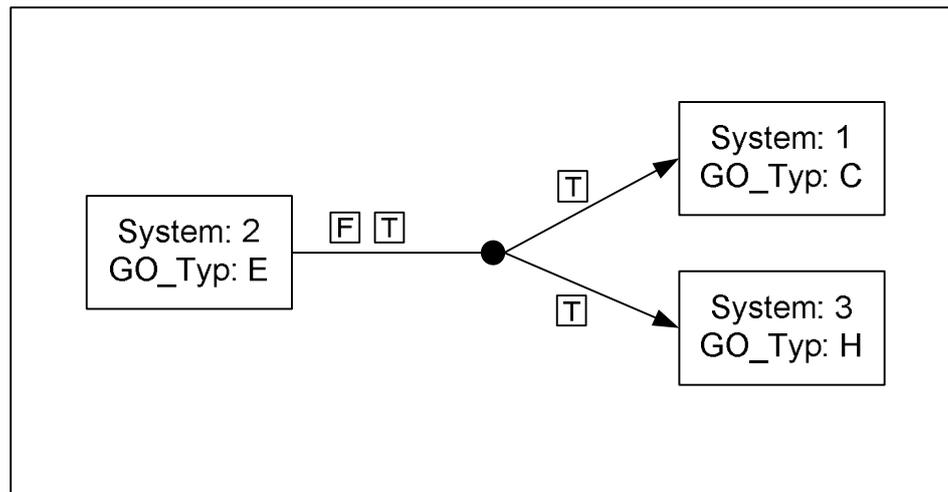 System: 1
GO_Typ: C
T
F T
System: 2
GO_Typ: E
T
System: 3
GO_Typ: H